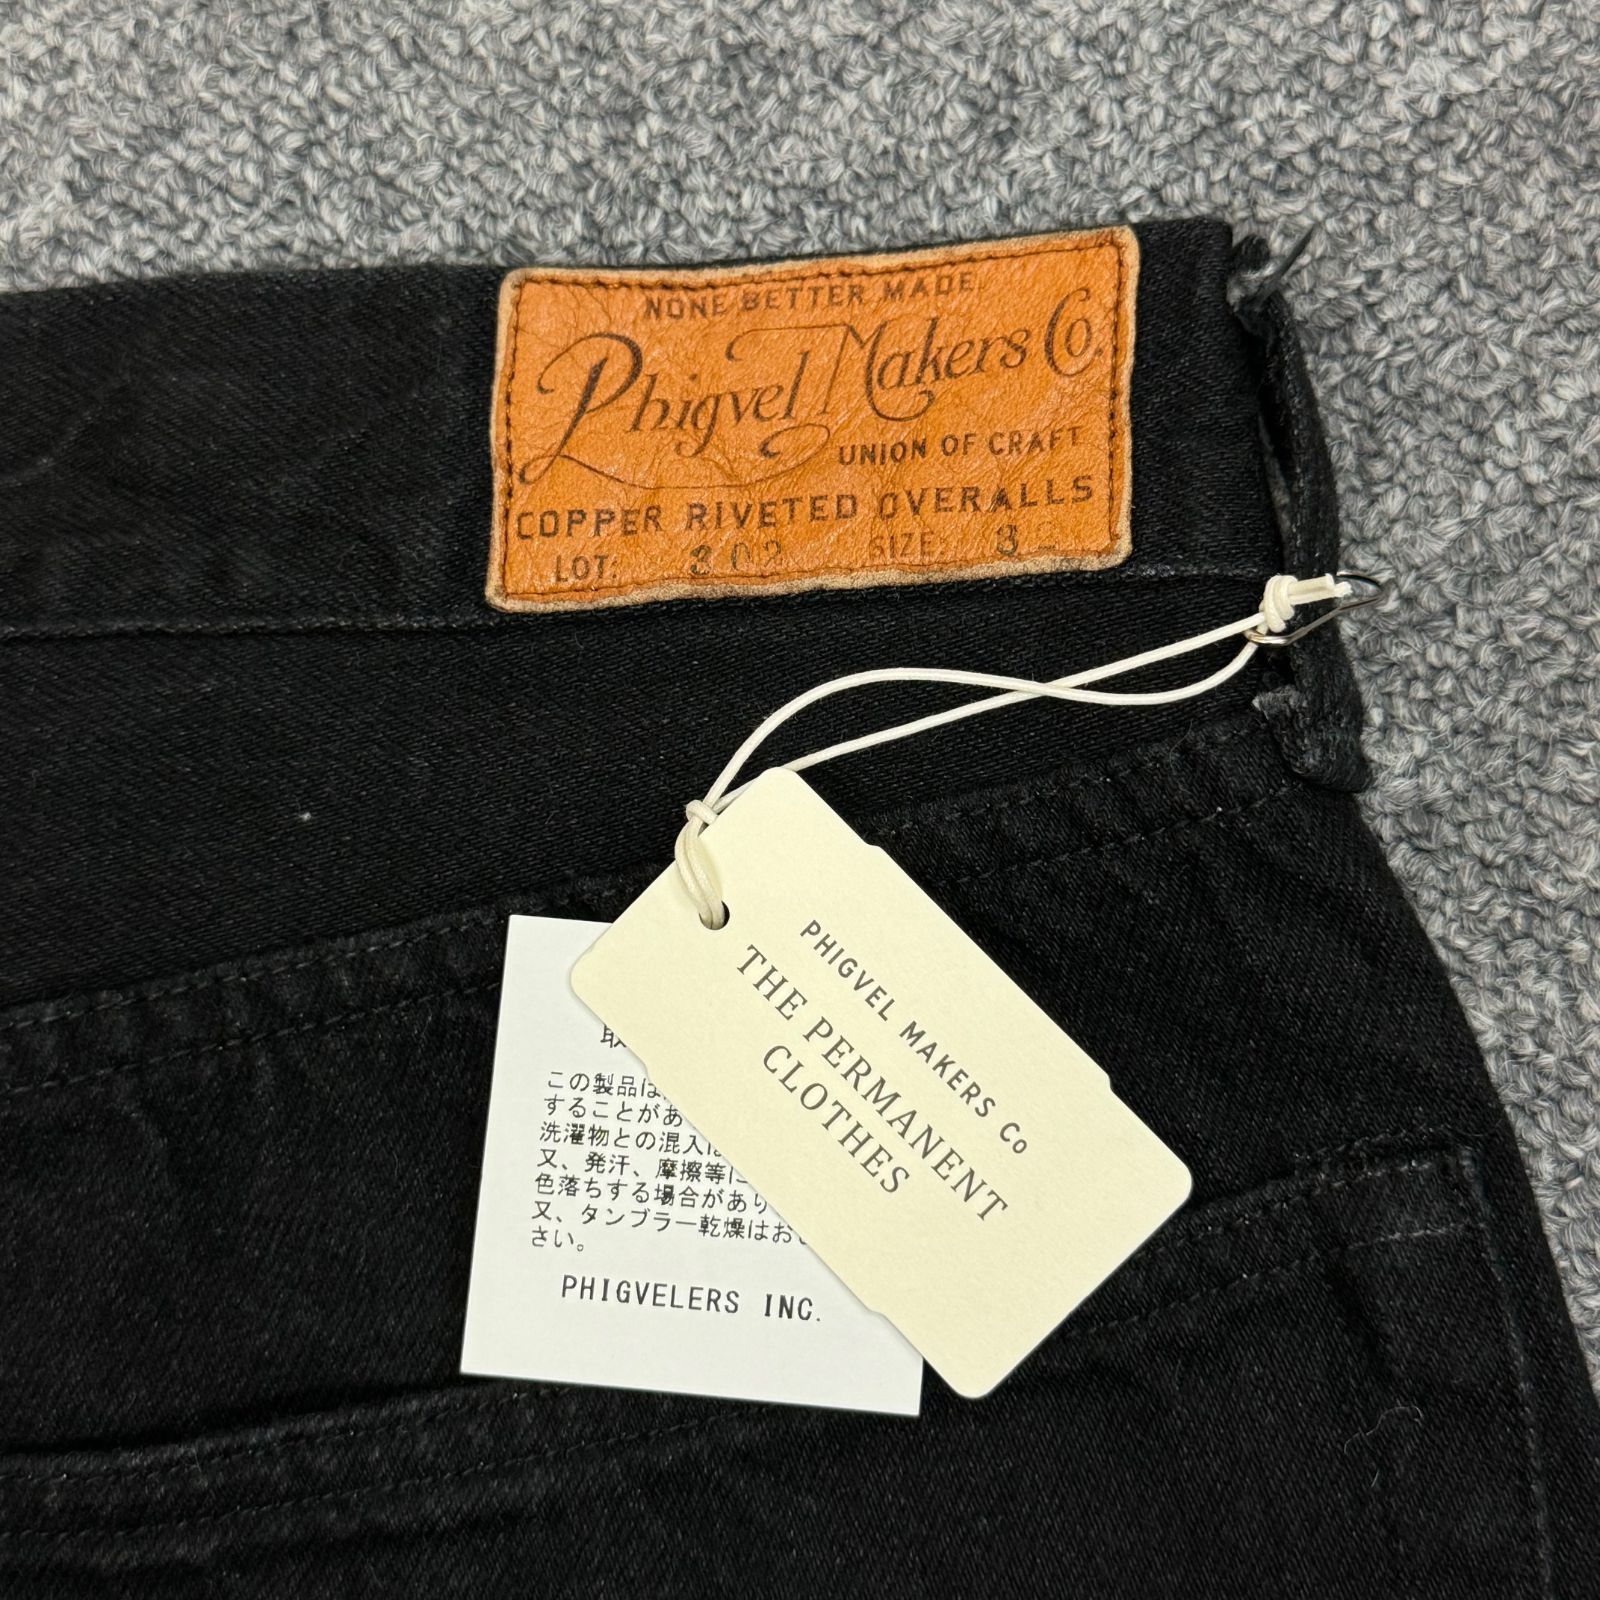 NONE BETTER MADE
Phigvel Makers Co.
UNION OF CRAFT
COPPER RIVETED OVERALLS
LOT: 302 SIZE:
PHIGVEL MAKERS Co
THE PERMANENT
CLOTHES
取
この製品は
することがあ
洗濯物との混入は
又、発汗、摩擦等に
色落ちする場合があり
又、タンブラー乾燥はお
さい。
PHIGVELERS INC.